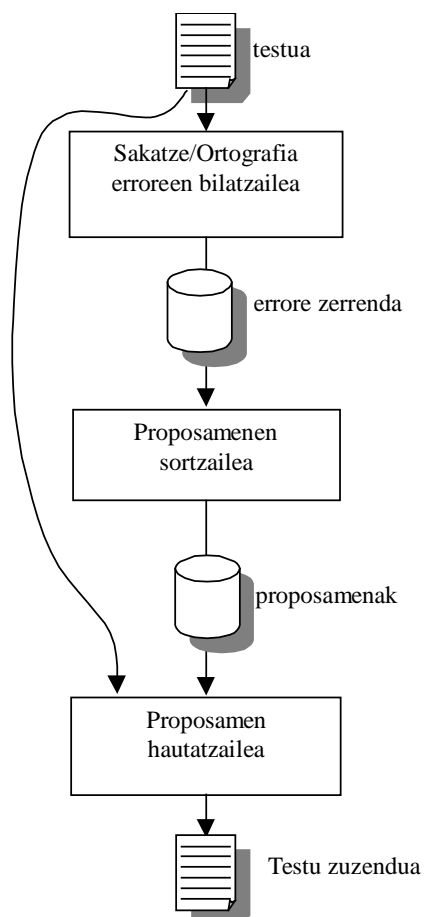 testua
Sakatze/Ortografia
erroreen bilatzailea
errore zerrenda
Proposamenen
sortzailea
proposamenak
Proposamen
hautatzailea
Testu zuzendua